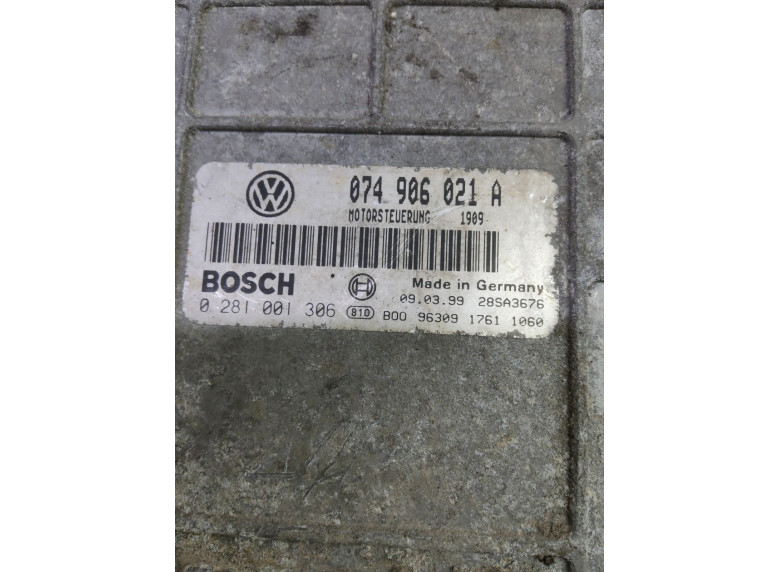 074 906 021 A
MOTORSTEUERUNG 1909
BOSCH Made in Germany
09.03.99 28SA3676
0 281 001 306 810 B00 96309 1761 1060